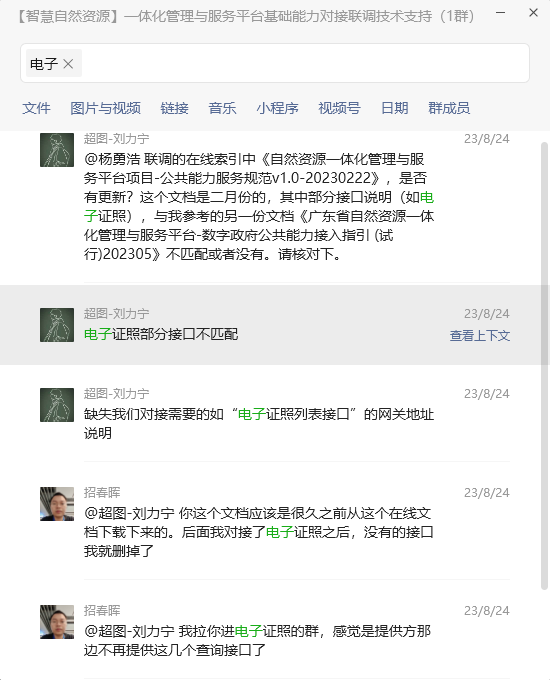 【智慧自然资源】一体化管理与服务平台基础能力对接联调技术支持（1群）
电子
文件 图片与视频 链接 音乐 小程序 视频号 日期 群成员
超图-刘力宁 23/8/24
@杨勇浩 联调的在线索引中《自然资源一体化管理与服
务平台项目-公共能力服务规范v1.0-20230222》，是否
有更新？这个文档是二月份的，其中部分接口说明（如电
子证照），与我参考的另一份文档《广东省自然资源一体
化管理与服务平台-数字政府公共能力接入指引 (试
行)202305》不匹配或者没有。请核对下。
超图-刘力宁 23/8/24
电子证照部分接口不匹配 查看上下文
超图-刘力宁 23/8/24
缺失我们对接需要的如“电子证照列表接口”的网关地址
说明
招春晖 23/8/24
@超图-刘力宁 你这个文档应该是很久之前从这个在线文
档下载下来的。后面我对接了电子证照之后，没有的接口
我就删掉了
招春晖 23/8/24
@超图-刘力宁 我拉你进电子证照的群，感觉是提供方那
边不再提供这几个查询接口了